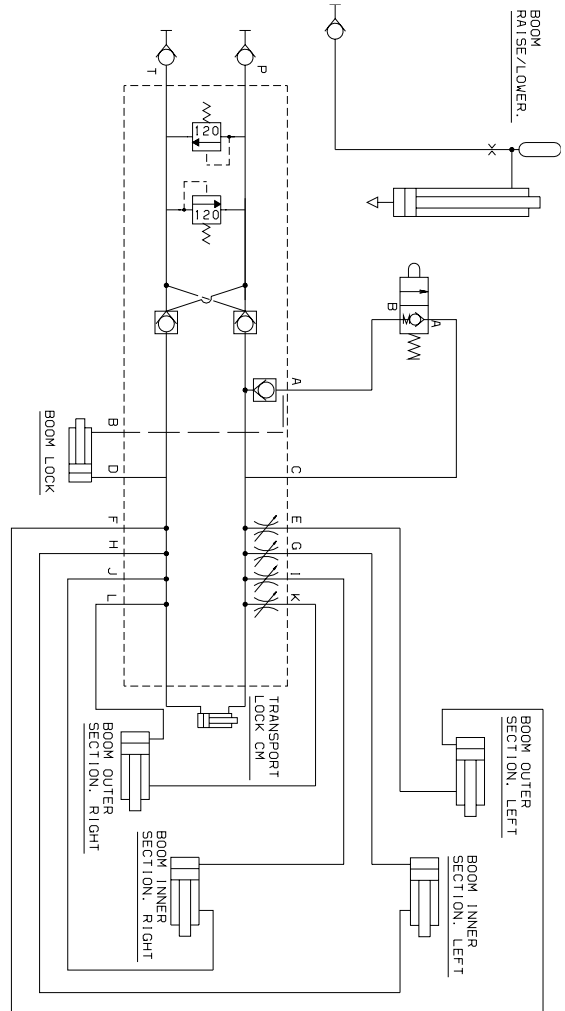 BOOM
RAISE/LOWER.
P
T
120
120
B
A
A
B
BOOM LOCK
D
C
F
E
H
G
J
I
L
K
TRANSPORT
LOCK CM
BOOM OUTER
SECTION. LEFT
BOOM OUTER
SECTION. RIGHT
BOOM INNER
SECTION. LEFT
BOOM INNER
SECTION. RIGHT